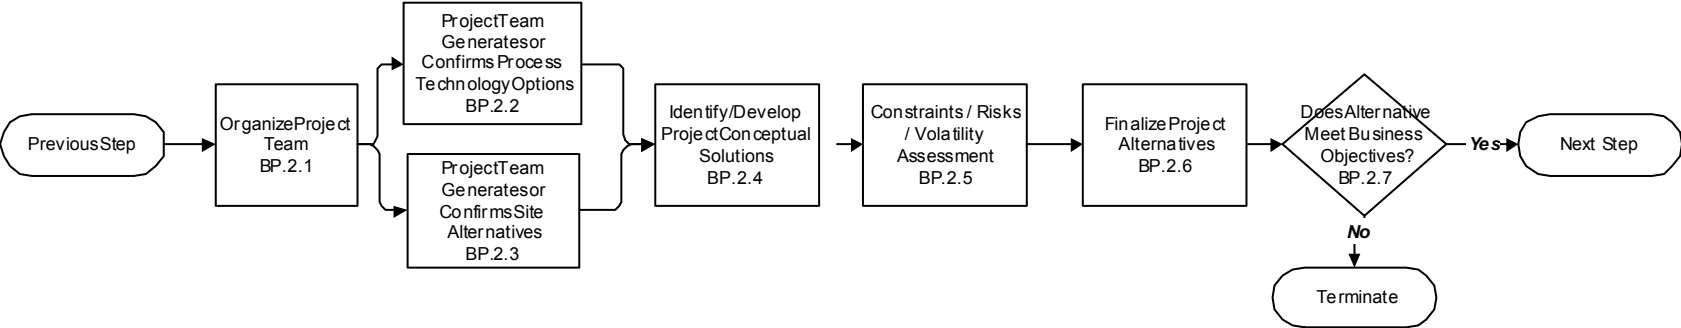 Previous Step
Organize Project
Team
BP.2.1
Project Team
Generates or
Confirms Process
Technology Options
BP.2.2
Project Team
Generates or
Confirms Site
Alternatives
BP.2.3
Identify/Develop
Project Conceptual
Solutions
BP.2.4
Constraints / Risks
/ Volatility
Assessment
BP.2.5
Finalize Project
Alternatives
BP.2.6
Does Alternative
Meet Business
Objectives?
BP.2.7
Yes
Next Step
No
Terminate